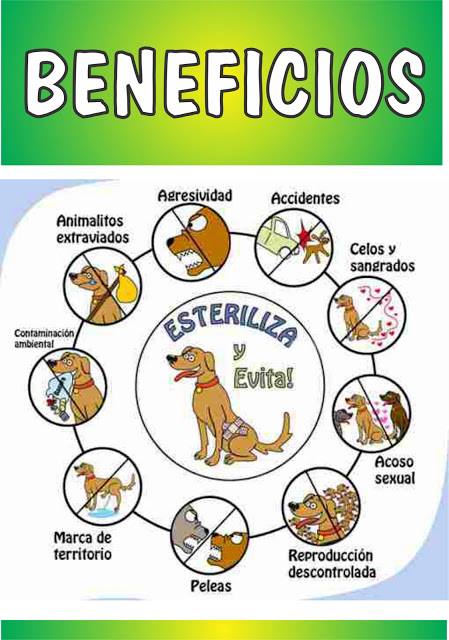 BENEFICIOS
Agresividad
Accidentes
Animalitos
extraviados
Celos y
sangrados
Contaminación
ambiental
ESTERILIZA
y
Evita!
Acoso
sexual
Marca de
territorio
Reproducción
descontrolada
Peleas